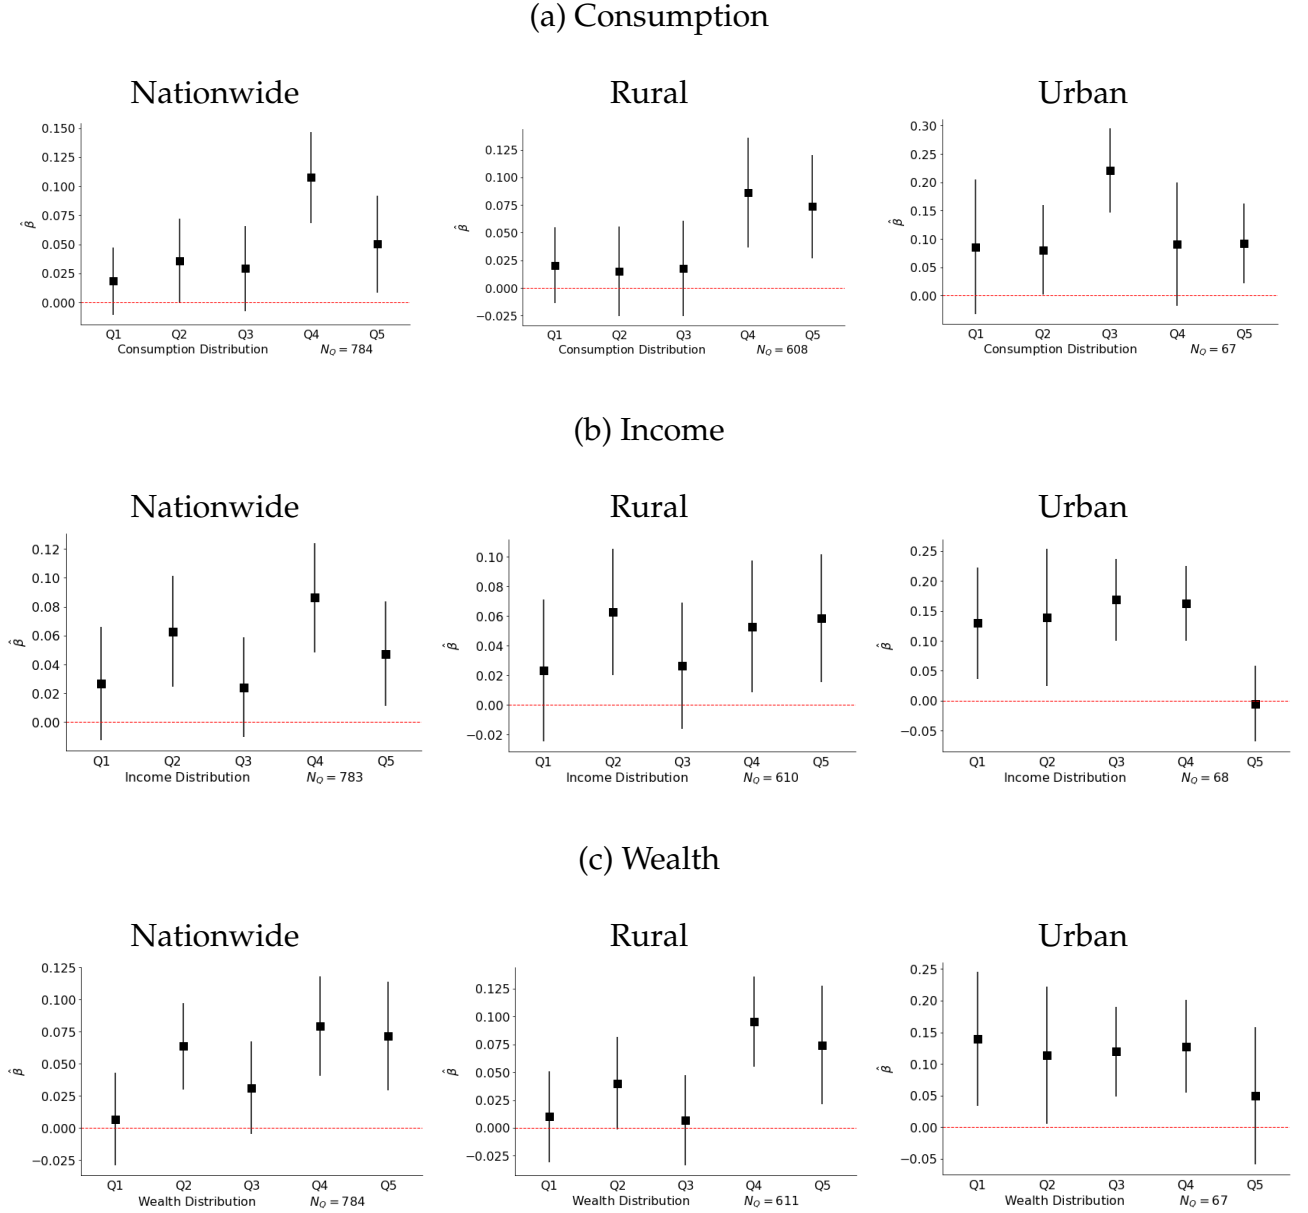 (a) Consumption
Nationwide
0.150
0.125
0.100
0.075
0.050
0.025
0.000
β̂
Q1 Q2 Q3 Q4 Q5
Consumption Distribution N_Q = 784
Rural
0.125
0.100
0.075
0.050
0.025
0.000
−0.025
β̂
Q1 Q2 Q3 Q4 Q5
Consumption Distribution N_Q = 608
Urban
0.30
0.25
0.20
0.15
0.10
0.05
0.00
β̂
Q1 Q2 Q3 Q4 Q5
Consumption Distribution N_Q = 67
(b) Income
Nationwide
0.12
0.10
0.08
0.06
0.04
0.02
0.00
β̂
Q1 Q2 Q3 Q4 Q5
Income Distribution N_Q = 783
Rural
0.10
0.08
0.06
0.04
0.02
0.00
−0.02
β̂
Q1 Q2 Q3 Q4 Q5
Income Distribution N_Q = 610
Urban
0.25
0.20
0.15
0.10
0.05
0.00
−0.05
β̂
Q1 Q2 Q3 Q4 Q5
Income Distribution N_Q = 68
(c) Wealth
Nationwide
0.125
0.100
0.075
0.050
0.025
0.000
−0.025
β̂
Q1 Q2 Q3 Q4 Q5
Wealth Distribution N_Q = 784
Rural
0.125
0.100
0.075
0.050
0.025
0.000
−0.025
β̂
Q1 Q2 Q3 Q4 Q5
Wealth Distribution N_Q = 611
Urban
0.25
0.20
0.15
0.10
0.05
0.00
−0.05
β̂
Q1 Q2 Q3 Q4 Q5
Wealth Distribution N_Q = 67